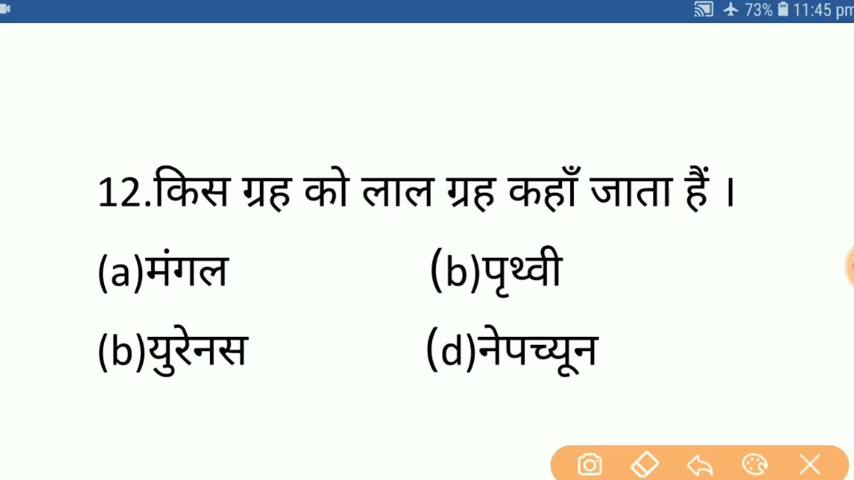 73% 11:45 pm
12.किस ग्रह को लाल ग्रह कहाँ जाता हैं ।
(a)मंगल (b)पृथ्वी
(b)युरेनस (d)नेपच्यून